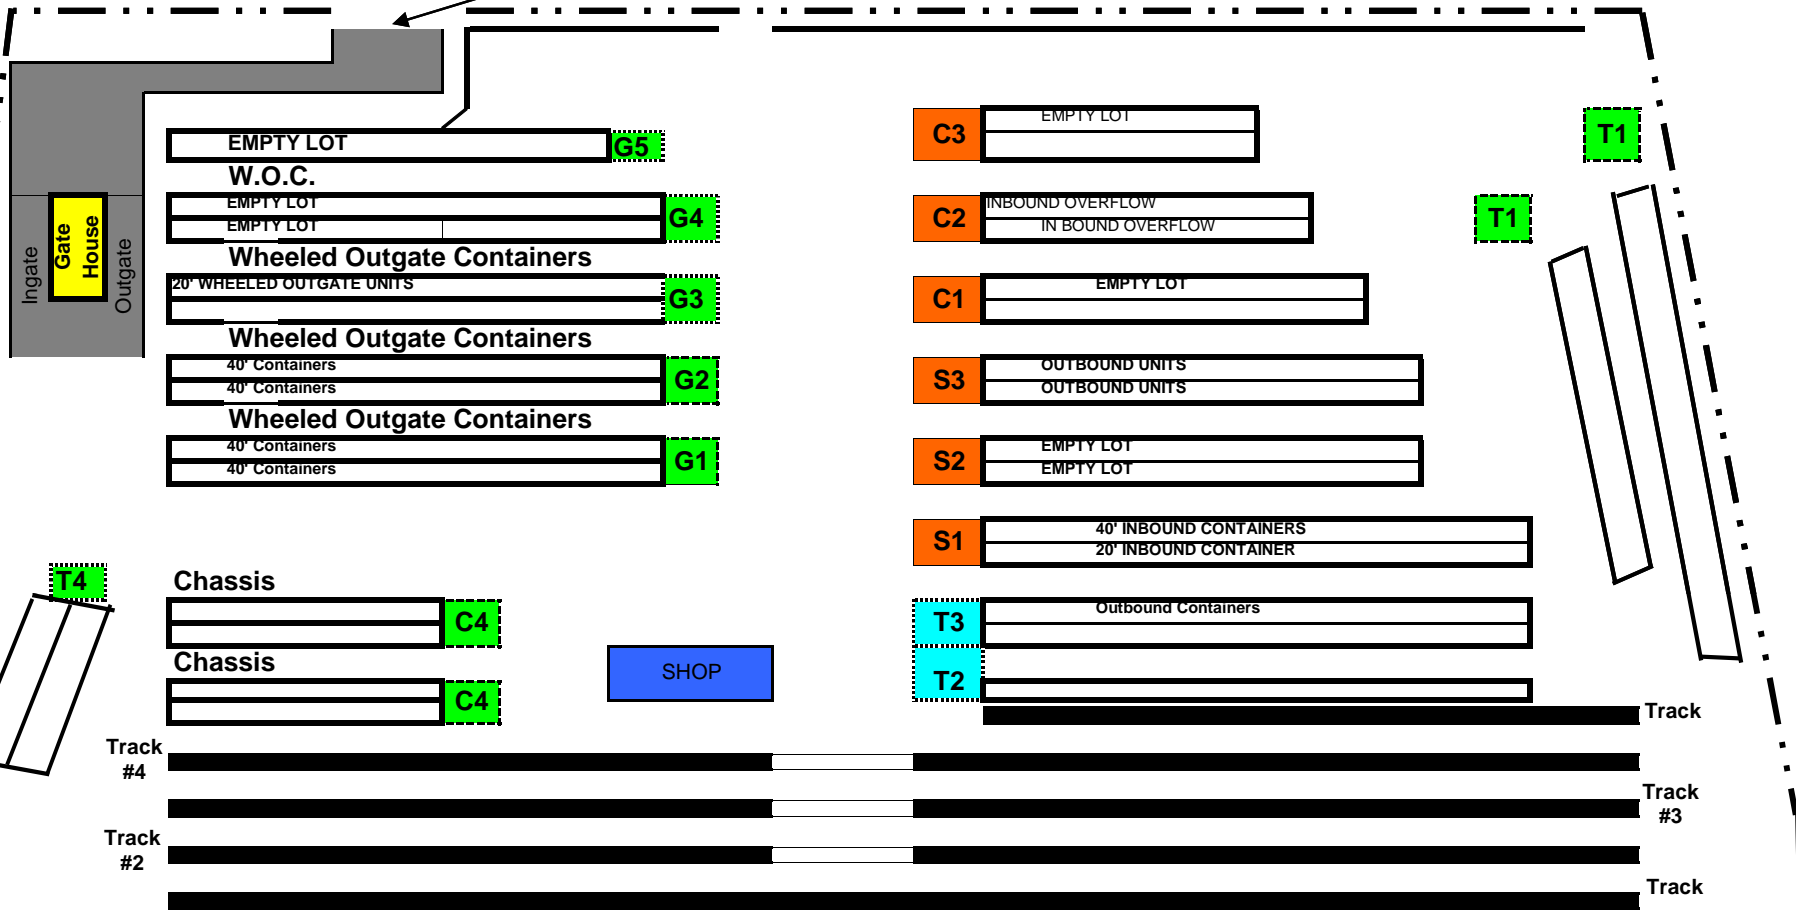 EMPTY LOT
G5
W.O.C.
EMPTY LOT
EMPTY LOT
G4
Ingate
Gate
House
Outgate
Wheeled Outgate Containers
20' WHEELED OUTGATE UNITS
G3
Wheeled Outgate Containers
40' Containers
40' Containers
G2
Wheeled Outgate Containers
40' Containers
40' Containers
G1
T4
Chassis
C4
Chassis
C4
SHOP
C3
EMPTY LOT
T1
C2
INBOUND OVERFLOW
IN BOUND OVERFLOW
T1
C1
EMPTY LOT
S3
OUTBOUND UNITS
OUTBOUND UNITS
S2
EMPTY LOT
EMPTY LOT
S1
40' INBOUND CONTAINERS
20' INBOUND CONTAINER
T3
Outbound Containers
T2
Track
Track
#4
Track
#3
Track
#2
Track